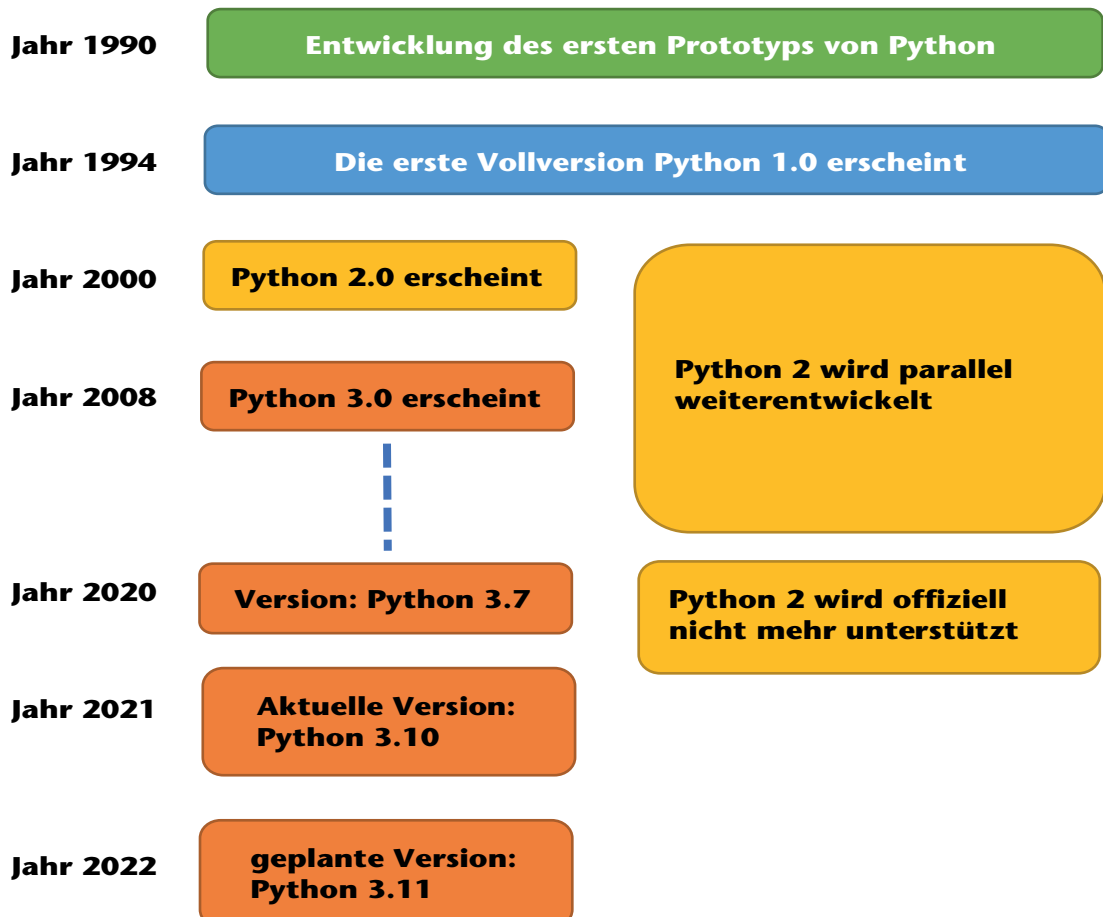 Jahr 1990
Entwicklung des ersten Prototyps von Python
Jahr 1994
Die erste Vollversion Python 1.0 erscheint
Jahr 2000
Python 2.0 erscheint
Python 2 wird parallel
weiterentwickelt
Jahr 2008
Python 3.0 erscheint
Jahr 2020
Version: Python 3.7
Python 2 wird offiziell
nicht mehr unterstützt
Jahr 2021
Aktuelle Version:
Python 3.10
Jahr 2022
geplante Version:
Python 3.11